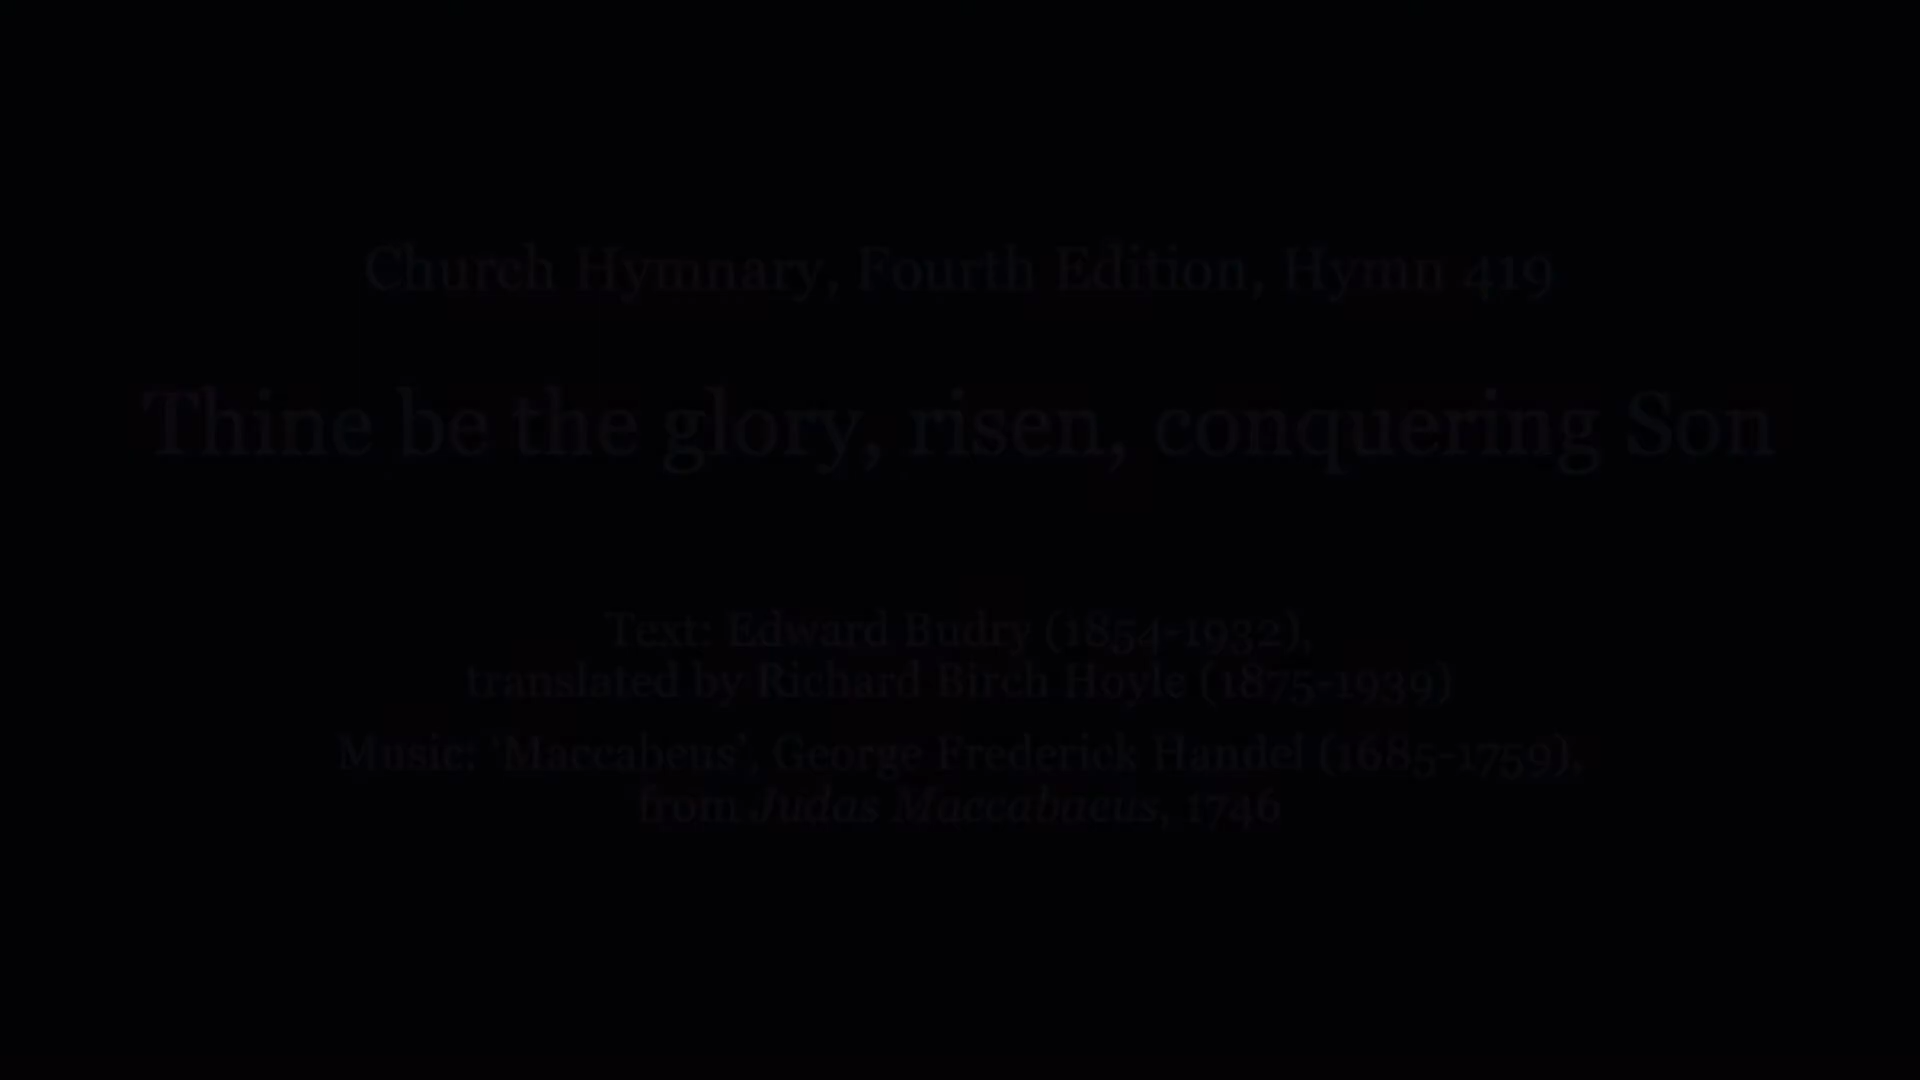 Church Hymnary, Fourth Edition, Hymn 419
Thine be the glory, risen, conquering Son
Text: Edward Budry (1854-1932),
translated by Richard Birch Hoyle (1875-1939)
Music: ‘Maccabeus’, George Frederick Handel (1685-1759),
from Judas Maccabaeus, 1746